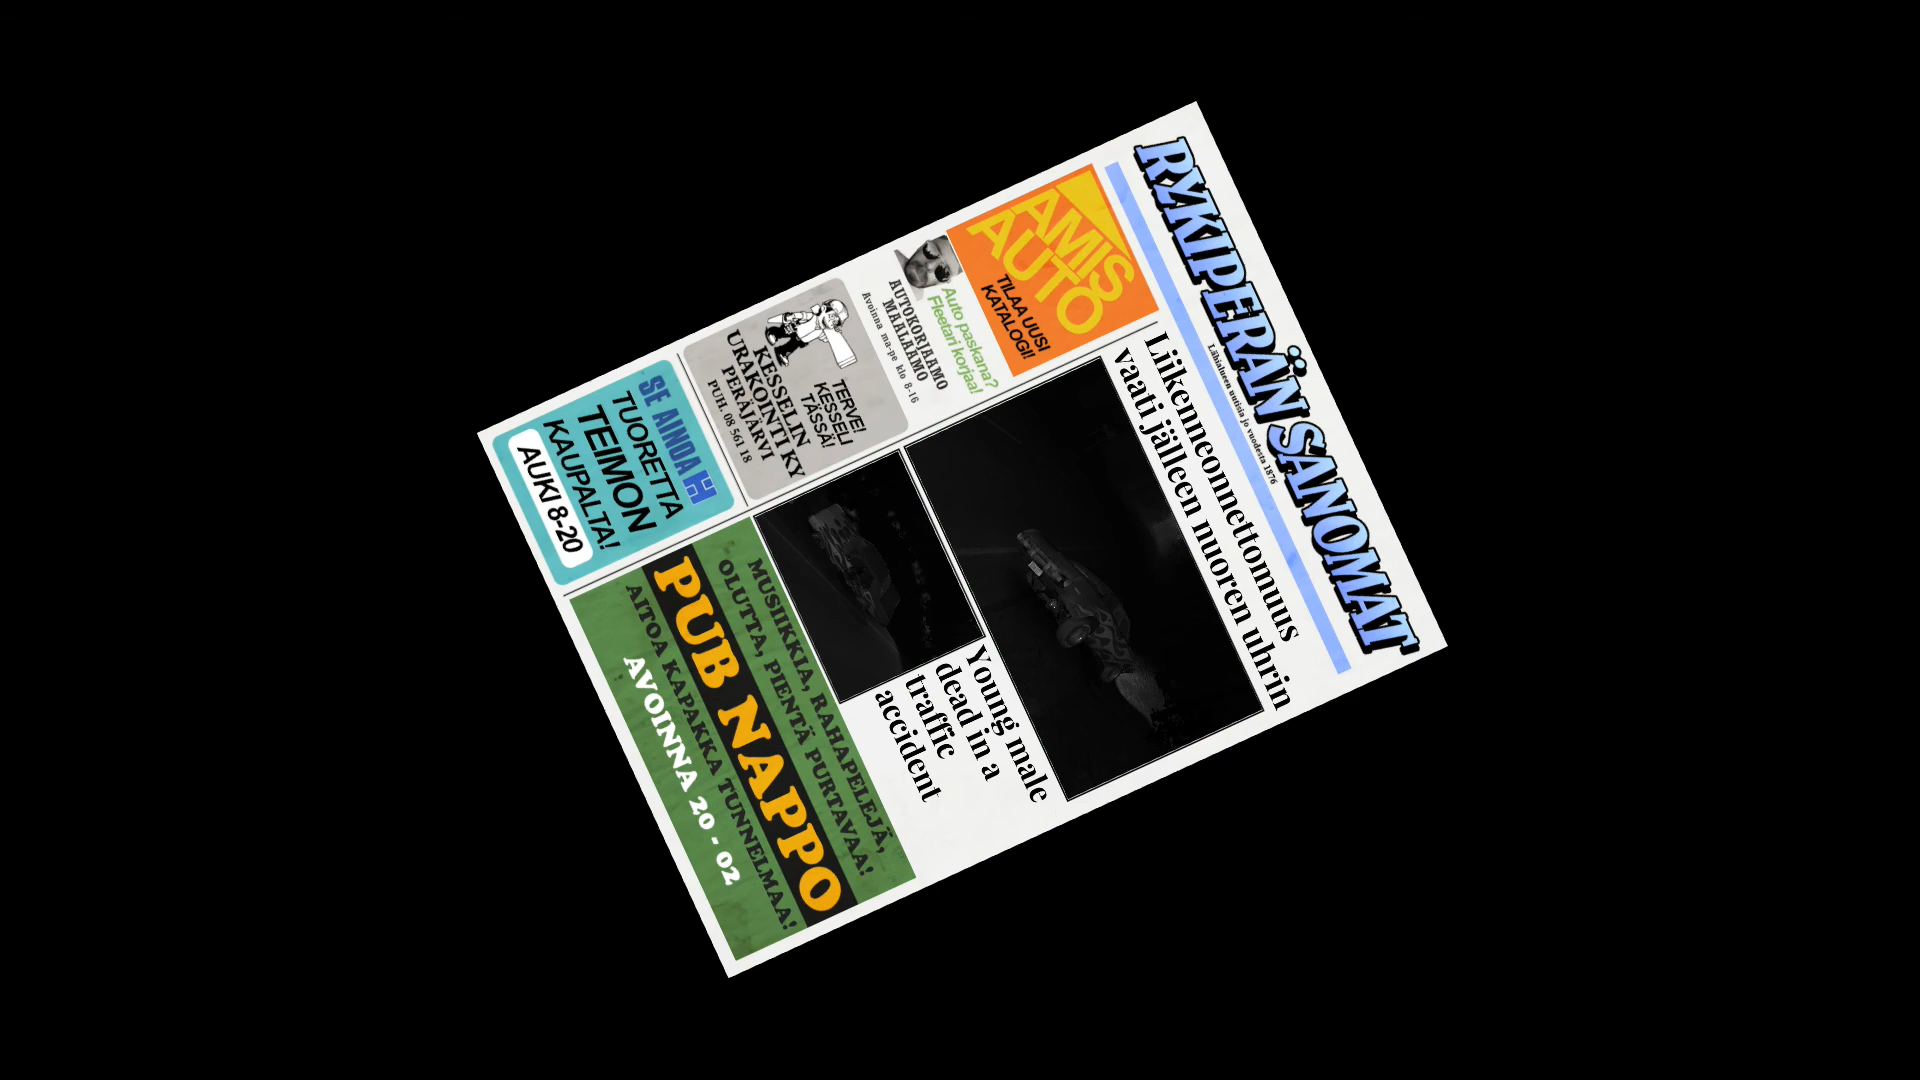 RYKIPERÄN SANOMAT
Lähialueen uutisia jo vuodesta 1876
AMIS
AUTO
TILAA UUSI
KATALOGI!
Auto paskana?
Fleetari korjaa!
AUTOKORJAAMO
MAALAAMO
Avoinna ma-pe klo 8-16
TERVE!
KESSELI
TÄSSÄ!
KESSELIN
URAKOINTI KY
PERÄJÄRVI
PUH. 08 561 18
SE AINOA
TUORETTA
TEIMON
KAUPALTA!
AUKI 8-20
Liikenneonnettomuus
vaati jälleen nuoren uhrin
Young male
dead in a
traffic
accident
MUSIIKKIA, RAHAPELEJÄ,
OLUTTA, PIENTÄ PURTAVAA!
PUB NAPPO
AITOA KAPAKKA TUNNELMAA!
AVOINNA 20 - 02